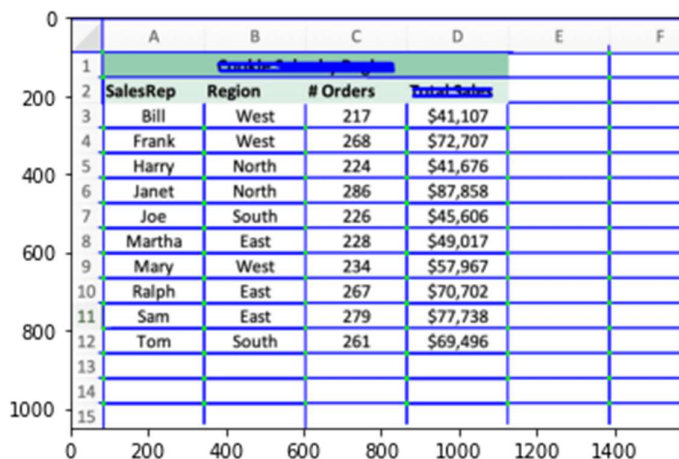 0
A B C D E F
1
2 SalesRep Region # Orders Total Sales
200
3 Bill West 217 $41,107
4 Frank West 268 $72,707
5 Harry North 224 $41,676
400
6 Janet North 286 $87,858
7 Joe South 226 $45,606
8 Martha East 228 $49,017
600
9 Mary West 234 $57,967
10 Ralph East 267 $70,702
11 Sam East 279 $77,738
800
12 Tom South 261 $69,496
13
14
1000
15
0 200 400 600 800 1000 1200 1400